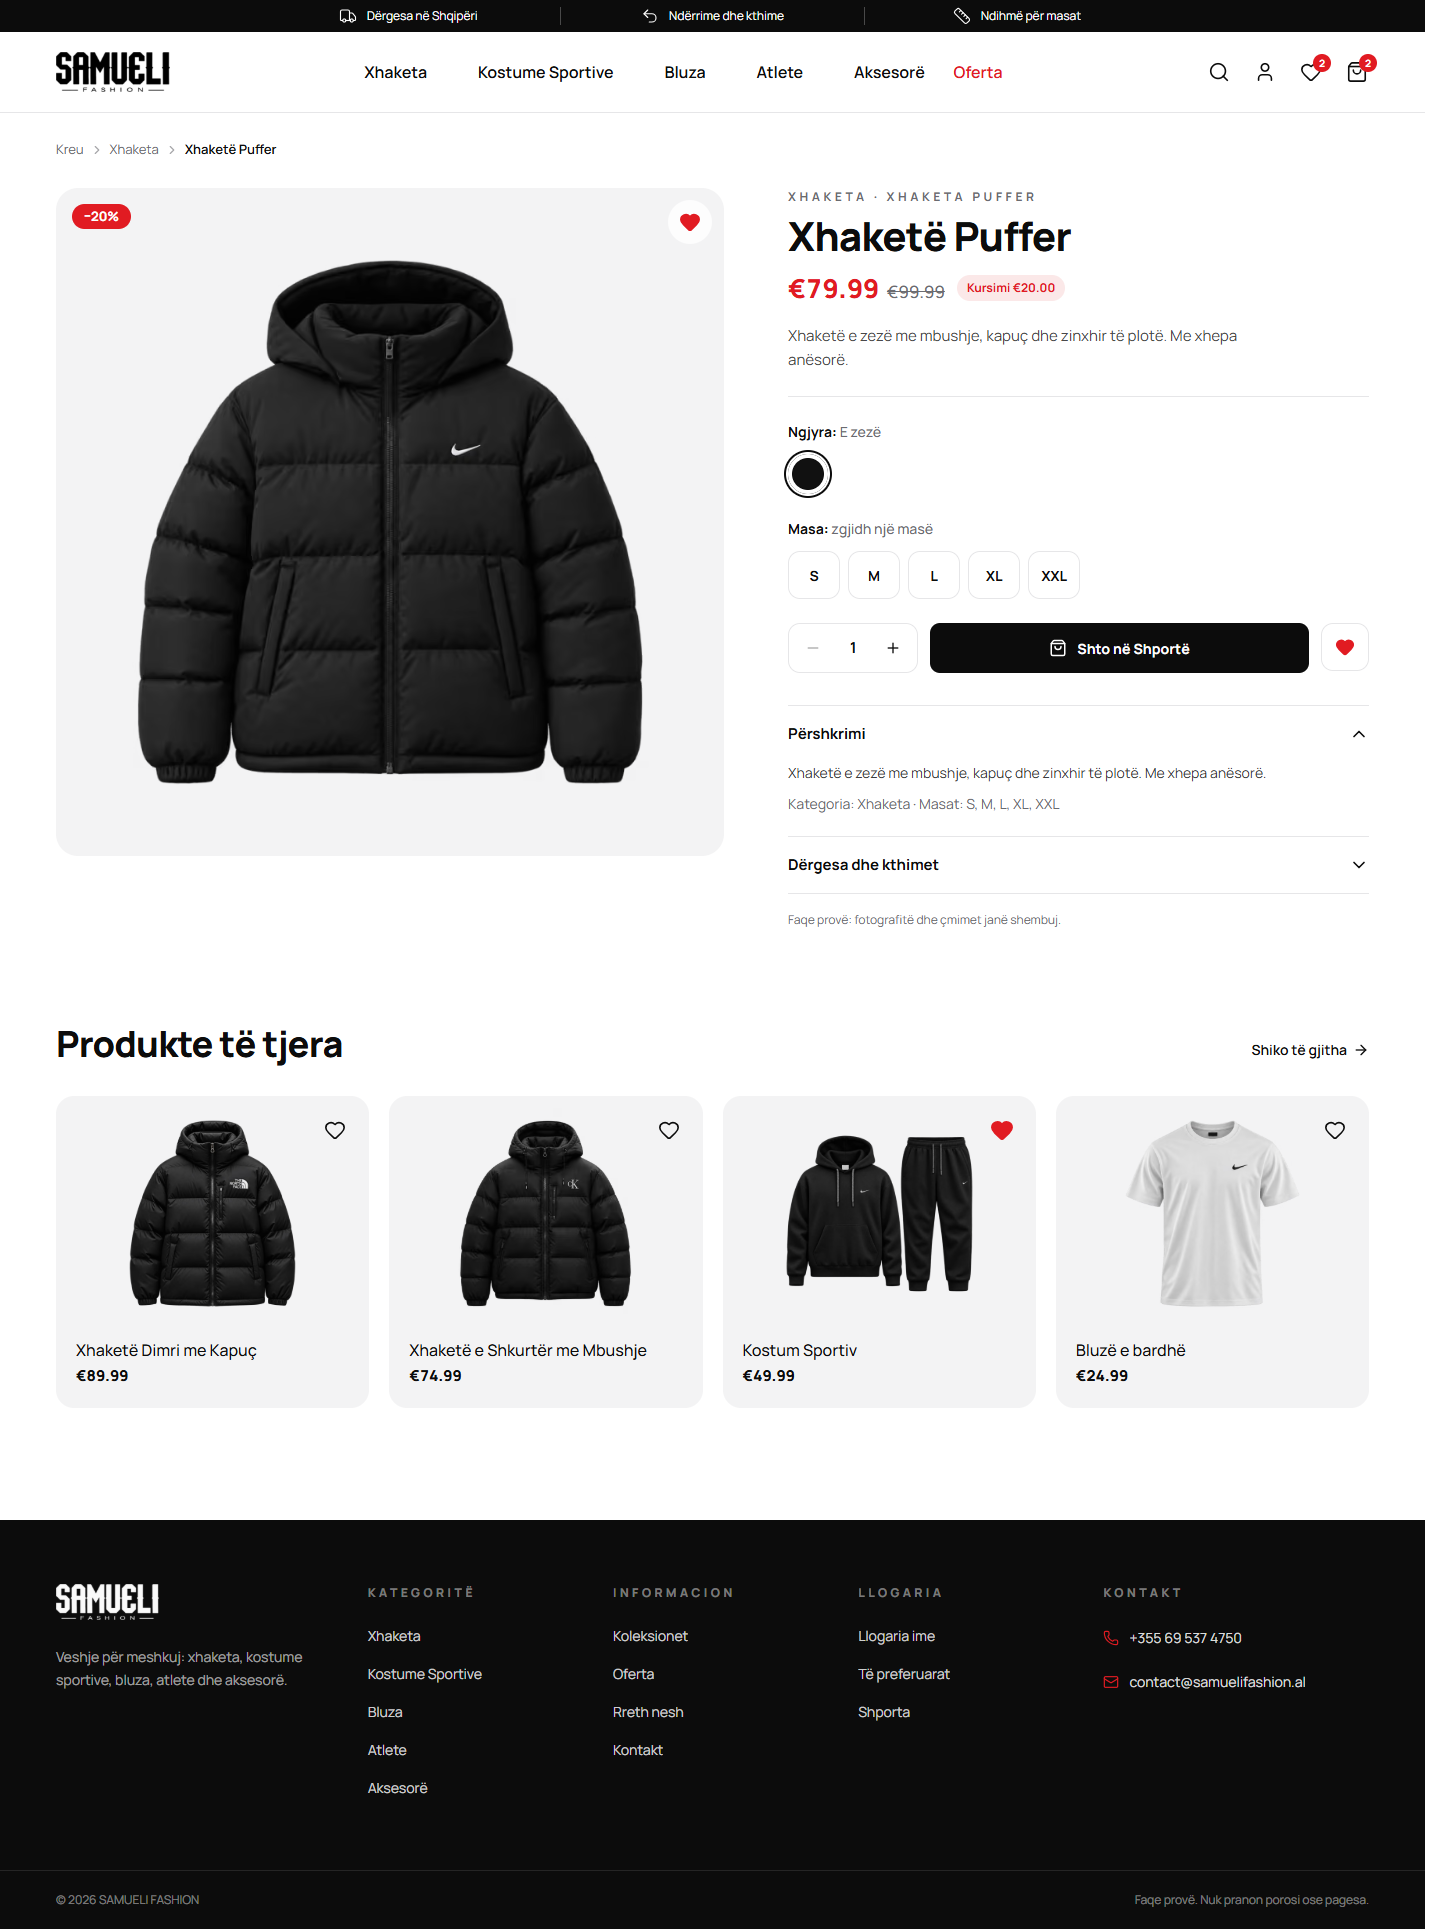 Dërgesa në Shqipëri
Ndërrime dhe kthime
Ndihmë për masat
SAMUELI
FASHION
Xhaketa
Kostume Sportive
Bluza
Atlete
Aksesorë
Oferta
2
2
Kreu
Xhaketa
Xhaketë Puffer
−20%
XHAKETA · XHAKETA PUFFER
Xhaketë Puffer
€79.99 €99.99 Kursimi €20.00
Xhaketë e zezë me mbushje, kapuç dhe zinxhir të plotë. Me xhepa
anësorë.
Ngjyra: E zezë
Masa: zgjidh një masë
S
M
L
XL
XXL
1
Shto në Shportë
Përshkrimi
Xhaketë e zezë me mbushje, kapuç dhe zinxhir të plotë. Me xhepa anësorë.
Kategoria: Xhaketa · Masat: S, M, L, XL, XXL
Dërgesa dhe kthimet
Faqe provë: fotografitë dhe çmimet janë shembuj.
Produkte të tjera
Shiko të gjitha
Xhaketë Dimri me Kapuç
€89.99
Xhaketë e Shkurtër me Mbushje
€74.99
Kostum Sportiv
€49.99
Bluzë e bardhë
€24.99
SAMUELI
FASHION
Veshje për meshkuj: xhaketa, kostume
sportive, bluza, atlete dhe aksesorë.
KATEGORITË
Xhaketa
Kostume Sportive
Bluza
Atlete
Aksesorë
INFORMACION
Koleksionet
Oferta
Rreth nesh
Kontakt
LLOGARIA
Llogaria ime
Të preferuarat
Shporta
KONTAKT
+355 69 537 4750
contact@samuelifashion.al
© 2026 SAMUELI FASHION
Faqe provë. Nuk pranon porosi ose pagesa.